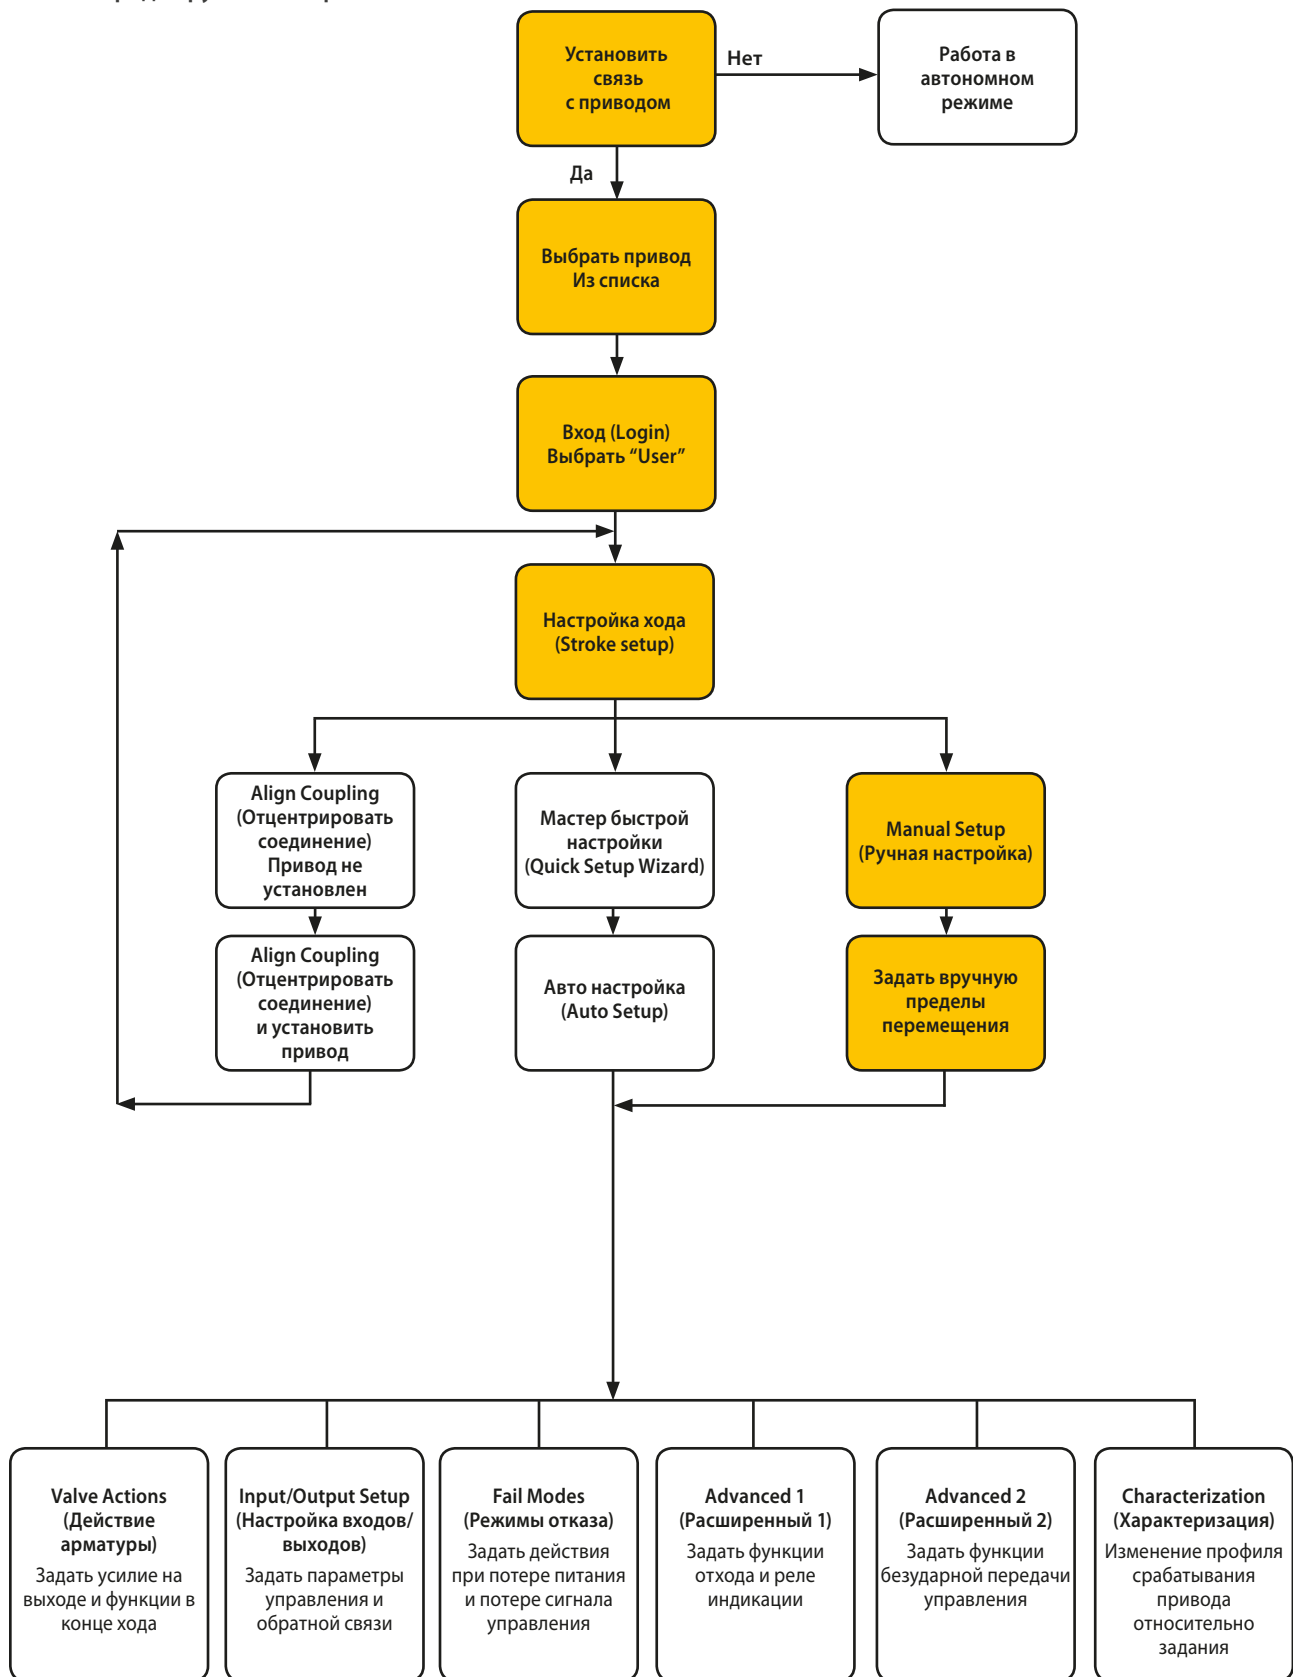 Установить
связь
с приводом
Нет
Работа в
автономном
режиме
Да
Выбрать привод
Из списка
Вход (Login)
Выбрать “User”
Настройка хода
(Stroke setup)
Align Coupling
(Отцентрировать
соединение)
Привод не
установлен
Мастер быстрой
настройки
(Quick Setup Wizard)
Manual Setup
(Ручная настройка)
Align Coupling
(Отцентрировать
соединение)
и установить
привод
Авто настройка
(Auto Setup)
Задать вручную
пределы
перемещения
Valve Actions
(Действие
арматуры)
Задать усилие на
выходе и функции в
конце хода
Input/Output Setup
(Настройка входов/
выходов)
Задать параметры
управления и
обратной связи
Fail Modes
(Режимы отказа)
Задать действия
при потере питания
и потере сигнала
управления
Advanced 1
(Расширенный 1)
Задать функции
отхода и реле
индикации
Advanced 2
(Расширенный 2)
Задать функции
безударной передачи
управления
Characterization
(Характеризация)
Изменение профиля
срабатывания
привода
относительно
задания